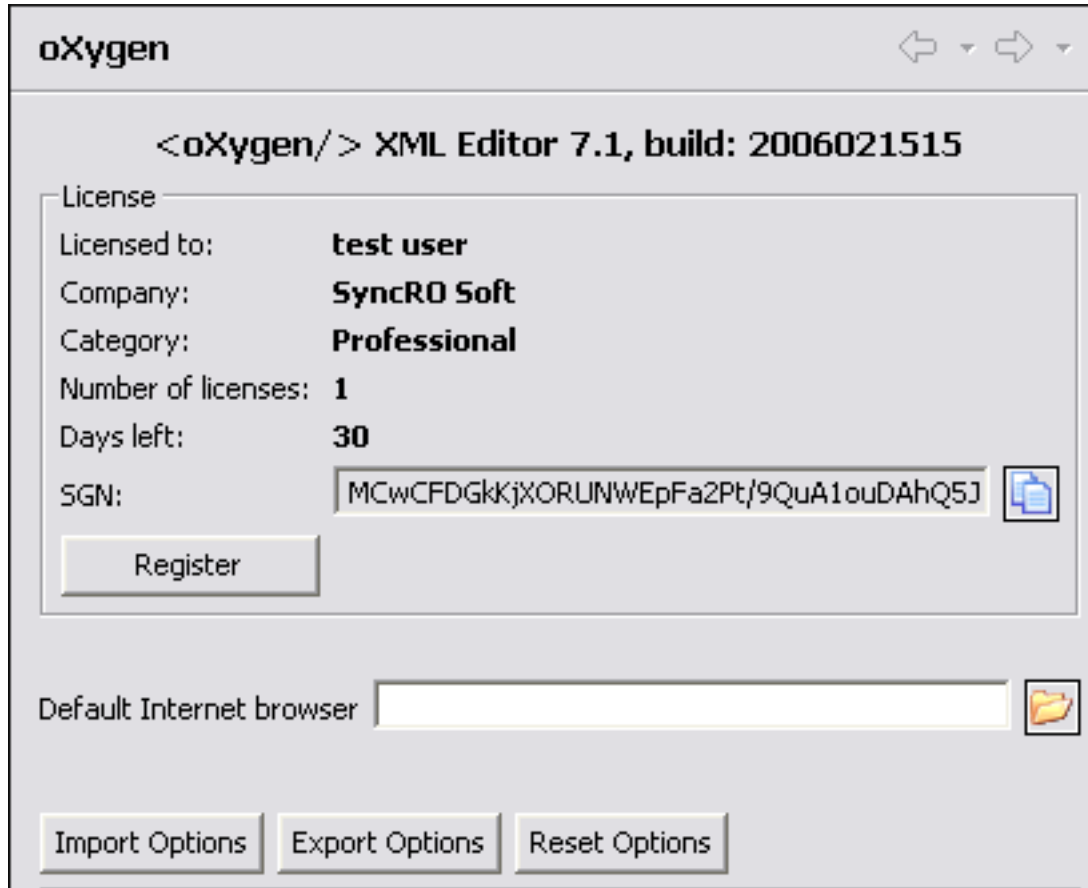 oXygen
<oXygen/> XML Editor 7.1, build: 2006021515
License
Licensed to: test user
Company: SyncRO Soft
Category: Professional
Number of licenses: 1
Days left: 30
SGN: MCwCFDGkKjXORUNWEpFa2Pt/9QuA1ouDAhQ5J
Register
Default Internet browser
Import Options Export Options Reset Options